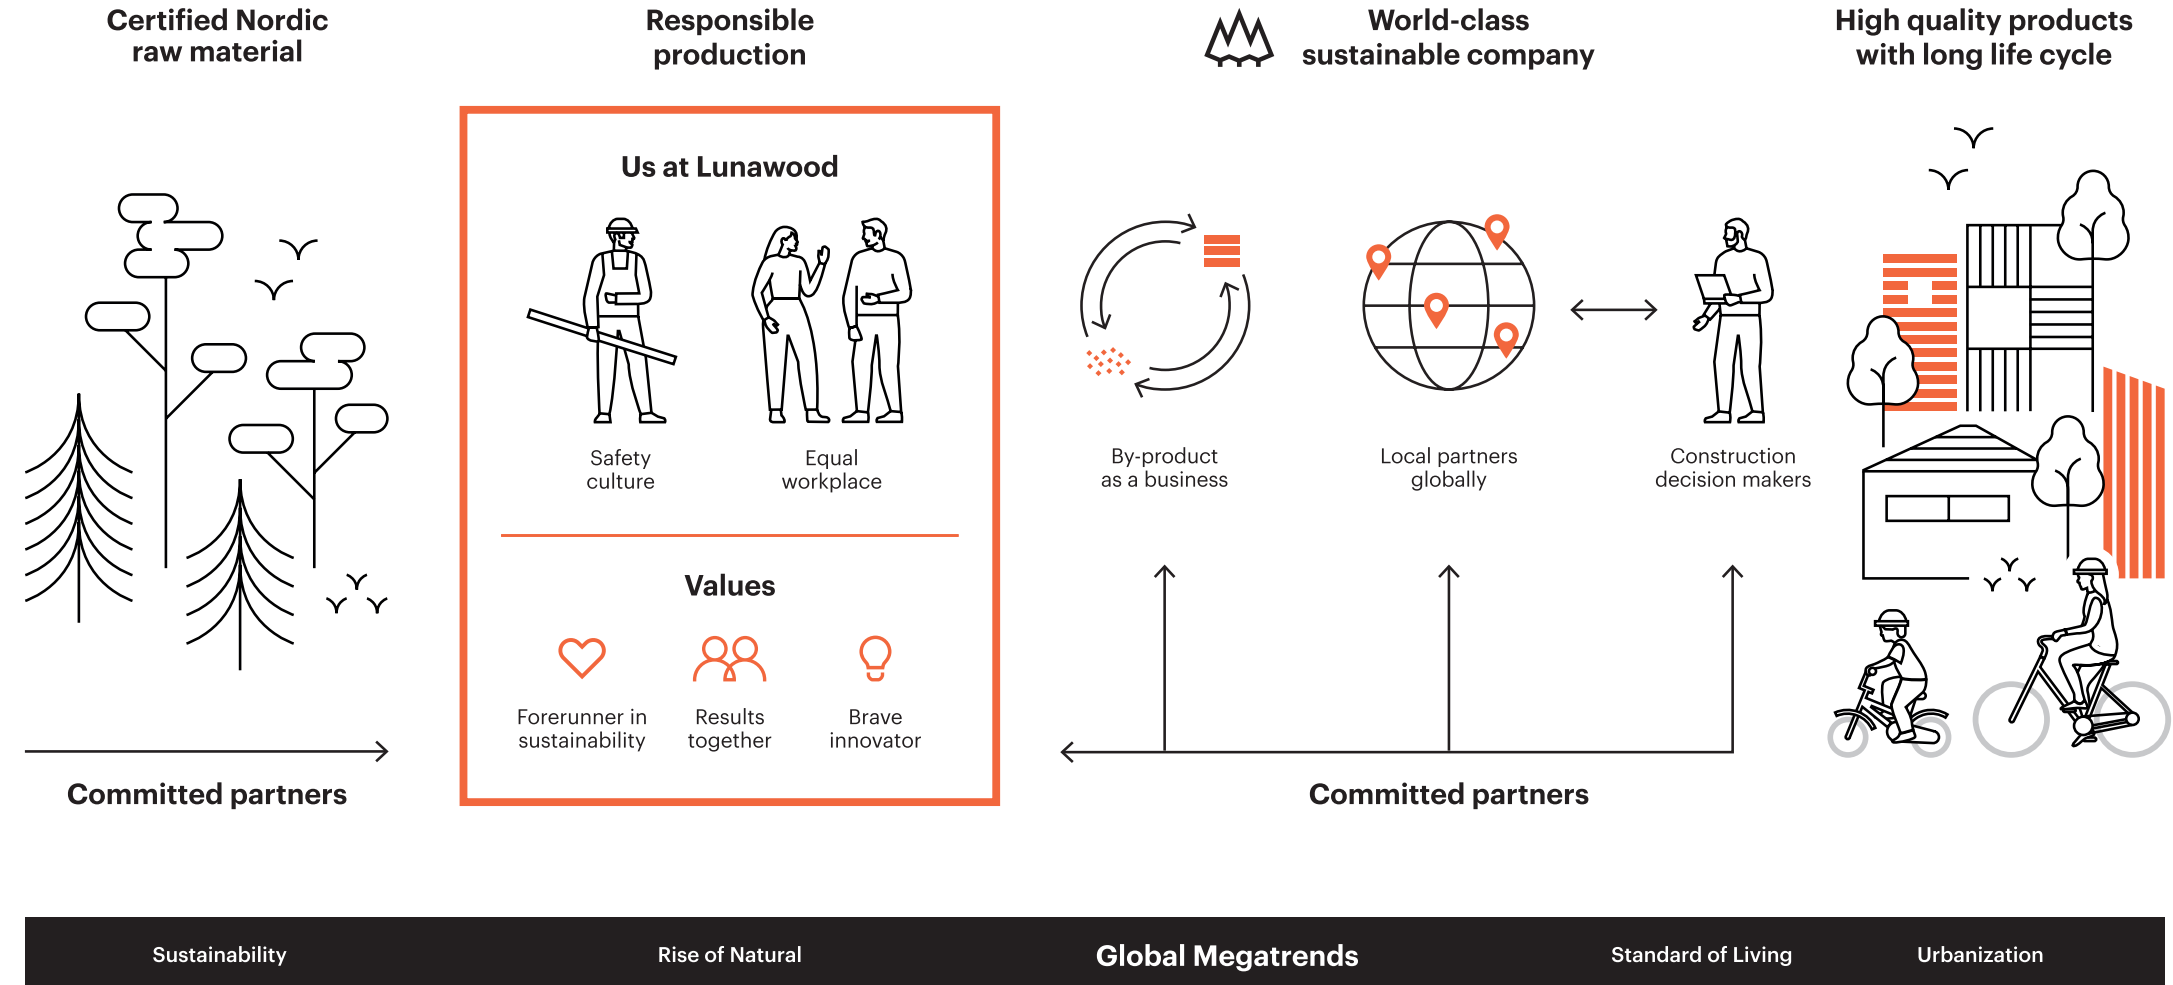 Certified Nordic
raw material
Responsible
production
World-class
sustainable company
High quality products
with long life cycle
Us at Lunawood
Safety
culture
Equal
workplace
By-product
as a business
Local partners
globally
Construction
decision makers
Values
Forerunner in
sustainability
Results
together
Brave
innovator
Committed partners
Committed partners
Sustainability
Rise of Natural
Global Megatrends
Standard of Living
Urbanization